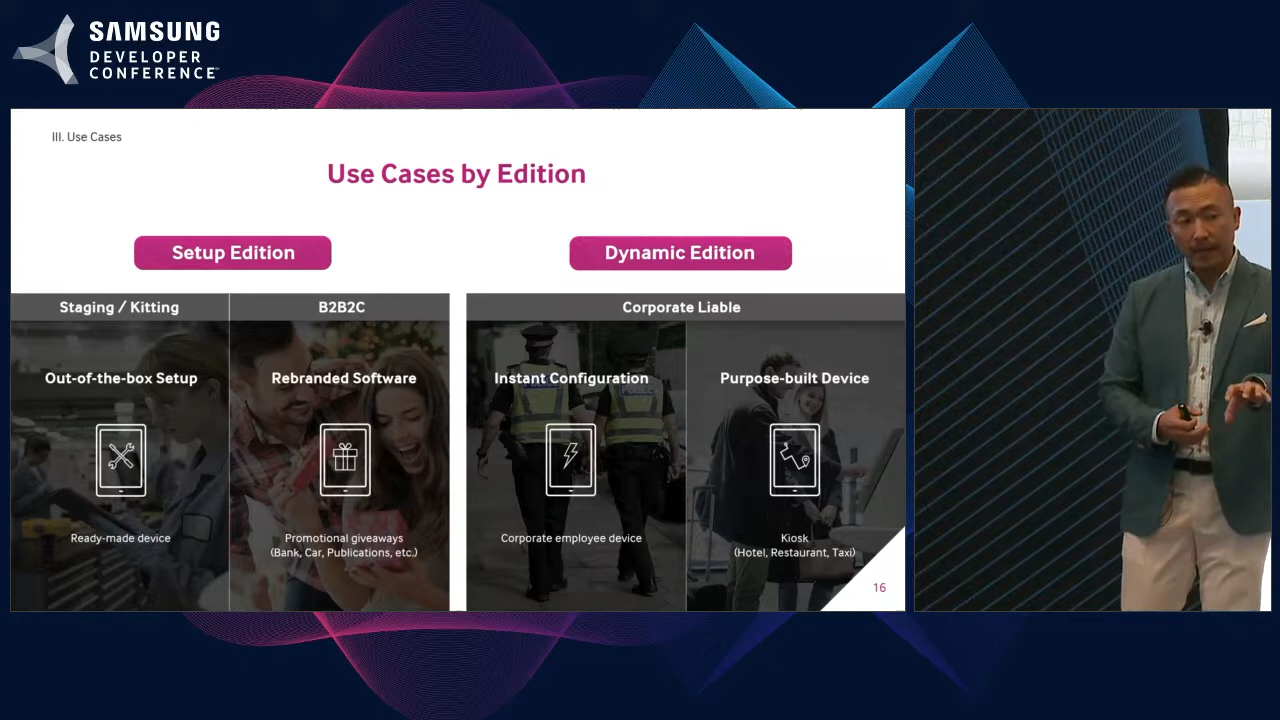 SAMSUNG
DEVELOPER
CONFERENCE
III. Use Cases
Use Cases by Edition
Setup Edition
Dynamic Edition
Staging / Kitting
B2B2C
Corporate Liable
Out-of-the-box Setup
Rebranded Software
Instant Configuration
Purpose-built Device
Ready-made device
Promotional giveaways
(Bank, Car, Publications, etc.)
Corporate employee device
Kiosk
(Hotel, Restaurant, Taxi)
16